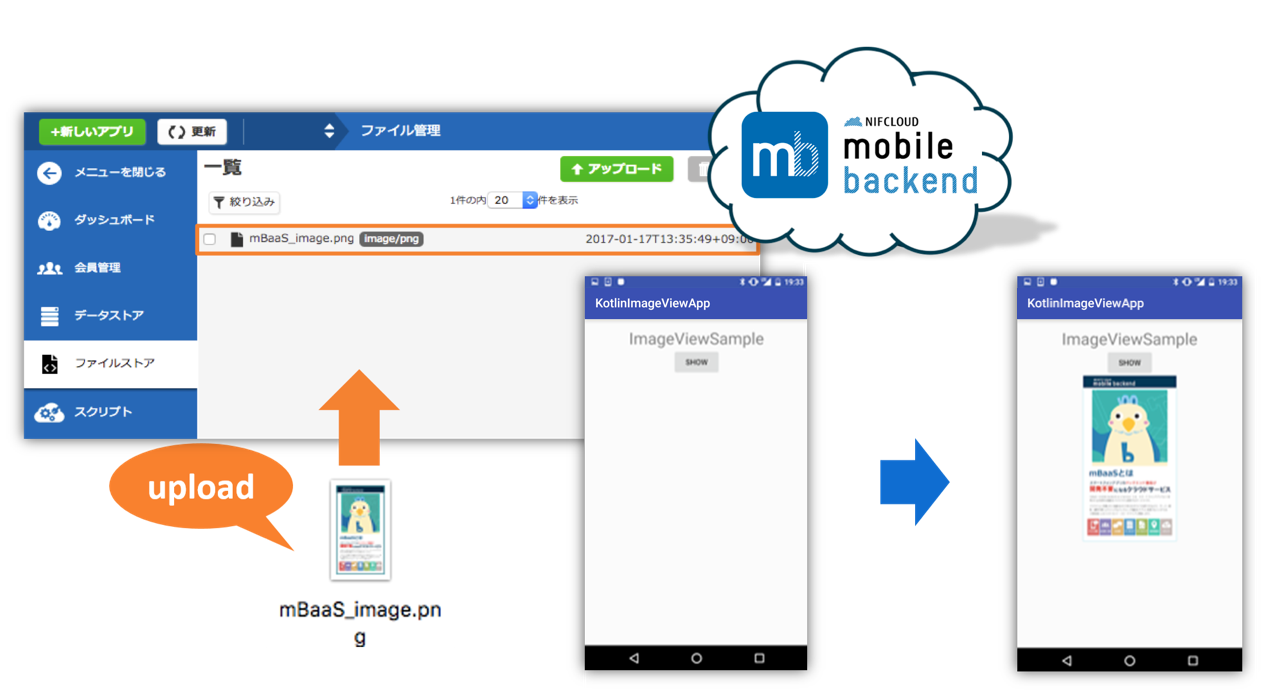 +新しいアプリ
更新
ファイル管理
メニューを閉じる
ダッシュボード
会員管理
データストア
ファイルストア
スクリプト
一覧
アップロード
絞り込み
1件の内 20 件を表示
mBaaS_image.png image/png 2017-01-17T13:35:49+09:00
NIFCLOUD
mobile
backend
mb
upload
mBaaS_image.pn
g
19:33
KotlinImageViewApp
ImageViewSample
SHOW
19:33
KotlinImageViewApp
ImageViewSample
SHOW
mobile backend
mBaaSとは